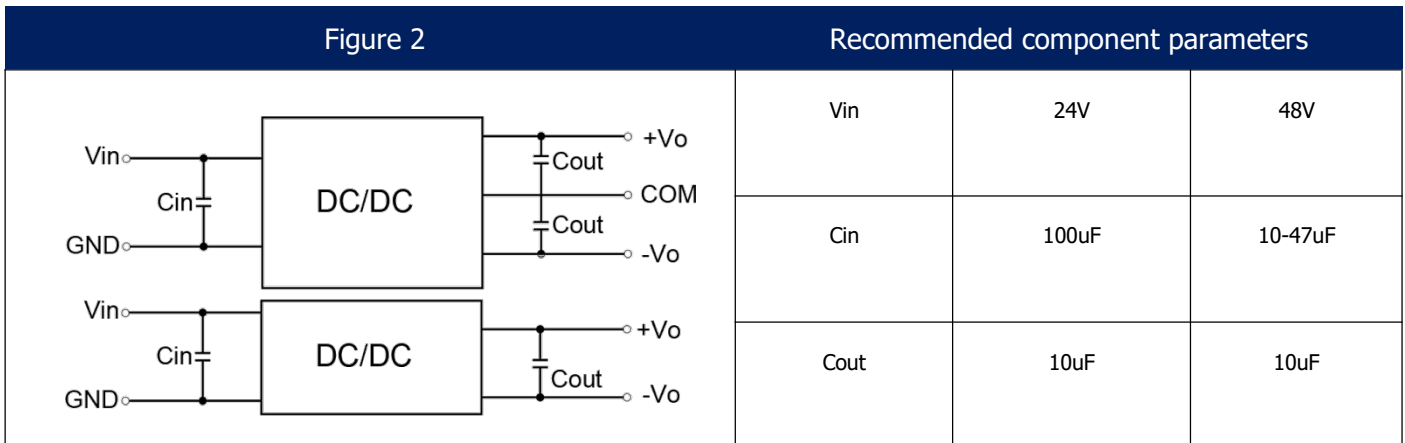 Figure 2
Recommended component parameters
Vin
Cin
GND
DC/DC
+Vo
Cout
COM
Cout
-Vo
Vin
Cin
GND
DC/DC
+Vo
Cout
-Vo
Vin 24V 48V
Cin 100uF 10-47uF
Cout 10uF 10uF